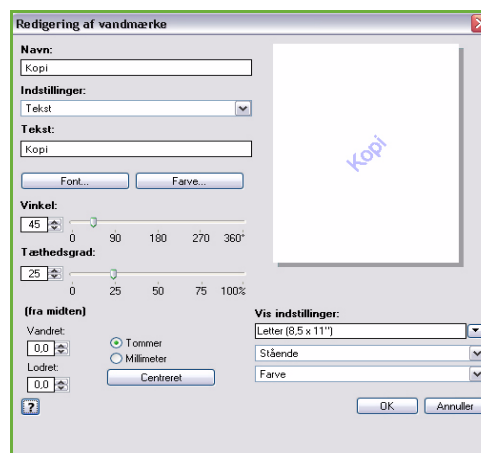 Redigering af vandmærke
Navn:
Kopi
Indstillinger:
Tekst
Tekst:
Kopi
Font...
Farve...
Vinkel:
45
0 90 180 270 360°
Tæthedsgrad:
25
0 25 50 75 100%
(fra midten)
Vandret:
0,0
Tommer
Millimeter
Lodret:
0,0
Centreret
?
Kopi
Vis indstillinger:
Letter (8,5 x 11")
Stående
Farve
OK
Annuller